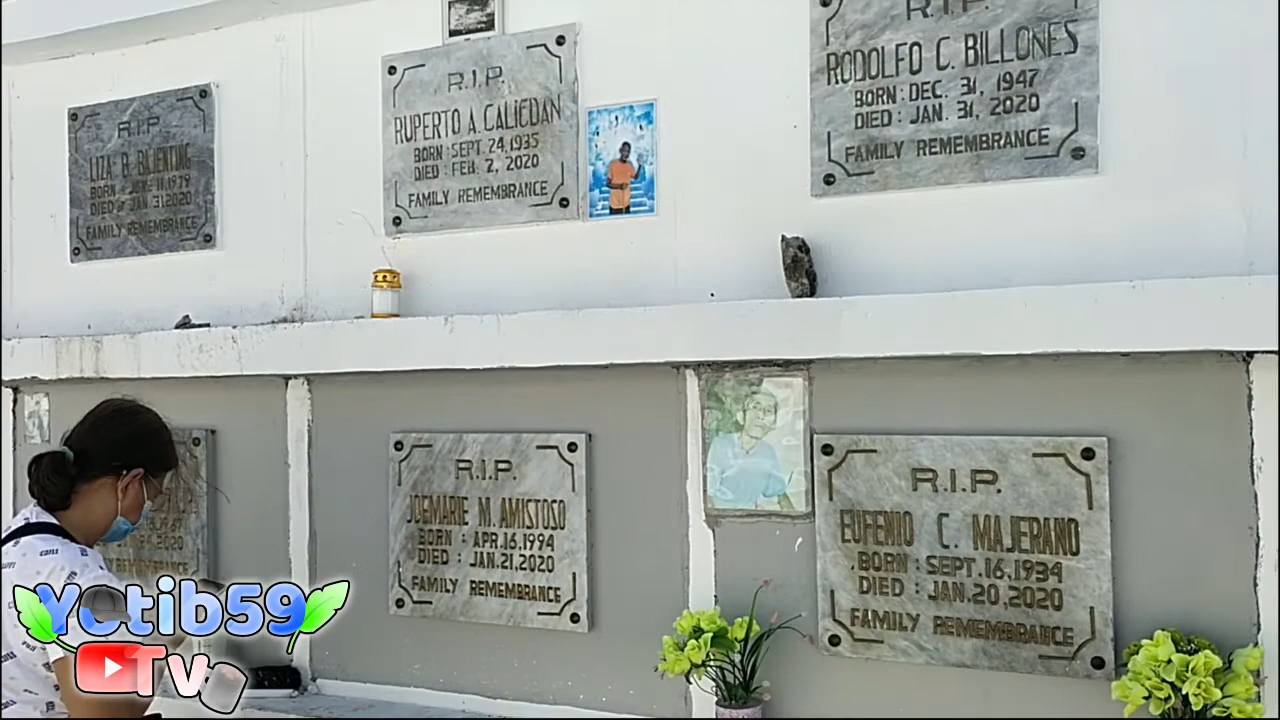 R.I.P.
LIZA B. BAJENTING
BORN : JUNE 11,1979
DIED : JAN.31,2020
FAMILY REMEMBRANCE
R.I.P.
RUPERTO A. CALICDAN
BORN : SEPT. 24, 1935
DIED : FEB. 2, 2020
FAMILY REMEMBRANCE
R.I.P.
RODOLFO C. BILLONES
BORN : DEC. 31, 1947
DIED : JAN. 31, 2020
FAMILY REMEMBRANCE
2020
REMEMBRANCE
R.I.P.
JOEMARIE M. AMISTOSO
BORN : APR.16,1994
DIED : JAN.21,2020
FAMILY REMEMBRANCE
R.I.P.
EUFENIO C. MAJERANO
BORN : SEPT.16,1934
DIED : JAN.20,2020
FAMILY REMEMBRANCE
Yotib59
Tv